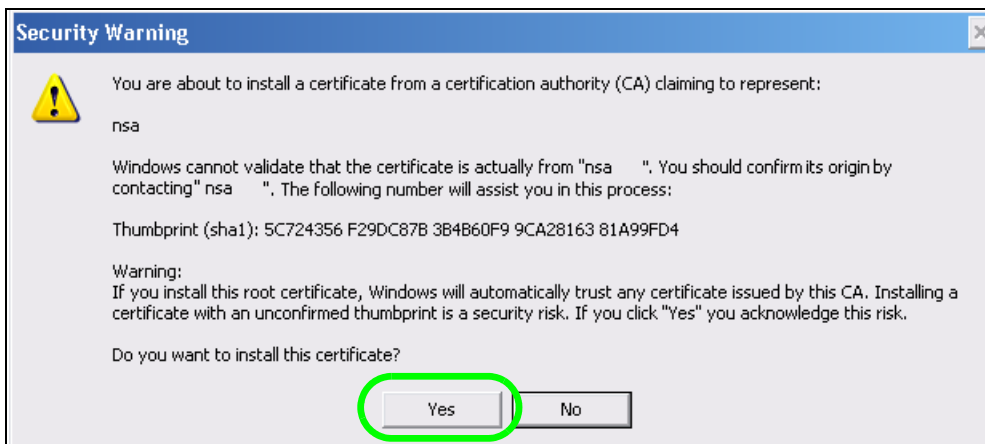 Security Warning
You are about to install a certificate from a certification authority (CA) claiming to represent:
nsa
Windows cannot validate that the certificate is actually from "nsa ". You should confirm its origin by
contacting" nsa ". The following number will assist you in this process:
Thumbprint (sha1): 5C724356 F29DC87B 3B4B60F9 9CA28163 81A99FD4
Warning:
If you install this root certificate, Windows will automatically trust any certificate issued by this CA. Installing a
certificate with an unconfirmed thumbprint is a security risk. If you click "Yes" you acknowledge this risk.
Do you want to install this certificate?
Yes No